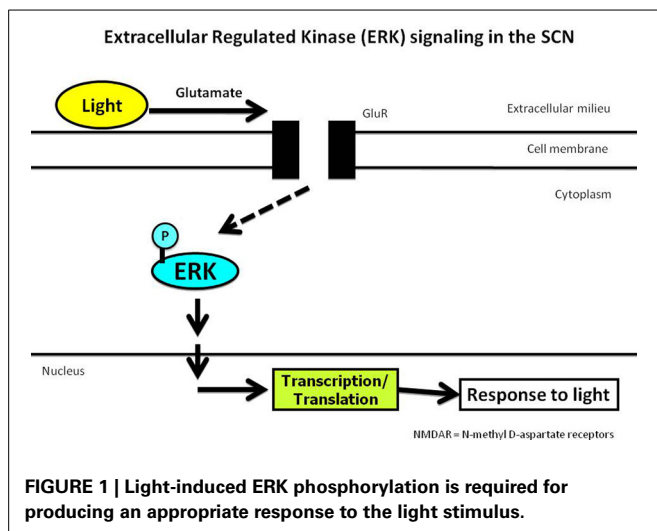 Extracellular Regulated Kinase (ERK) signaling in the SCN
Light
Glutamate
GluR
Extracellular milieu
Cell membrane
Cytoplasm
P
ERK
Nucleus
Transcription/
Translation
Response to light
NMDAR = N-methyl D-aspartate receptors
FIGURE 1 | Light-induced ERK phosphorylation is required for
producing an appropriate response to the light stimulus.